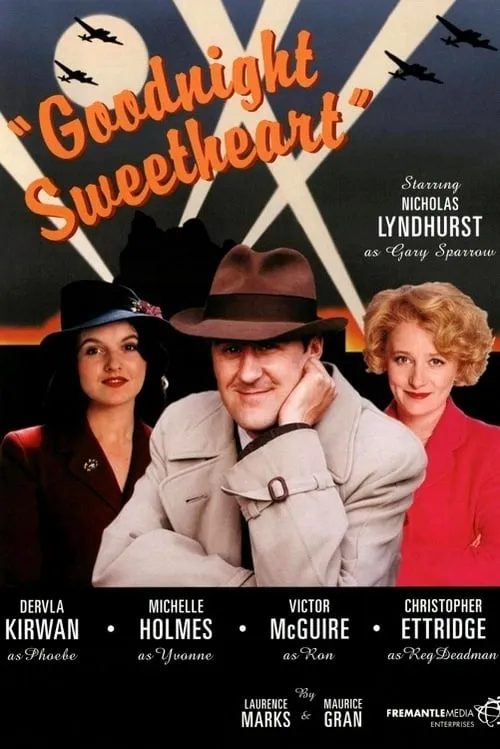 "Goodnight
Sweetheart"
Starring
NICHOLAS
LYNDHURST
as Gary Sparrow
DERVLA
KIRWAN
as Phoebe
•
MICHELLE
HOLMES
as Yvonne
•
VICTOR
McGUIRE
as Ron
•
CHRISTOPHER
ETTRIDGE
as Reg Deadman
By
LAURENCE
MARKS
&
MAURICE
GRAN
FREMANTLEMEDIA
ENTERPRISES